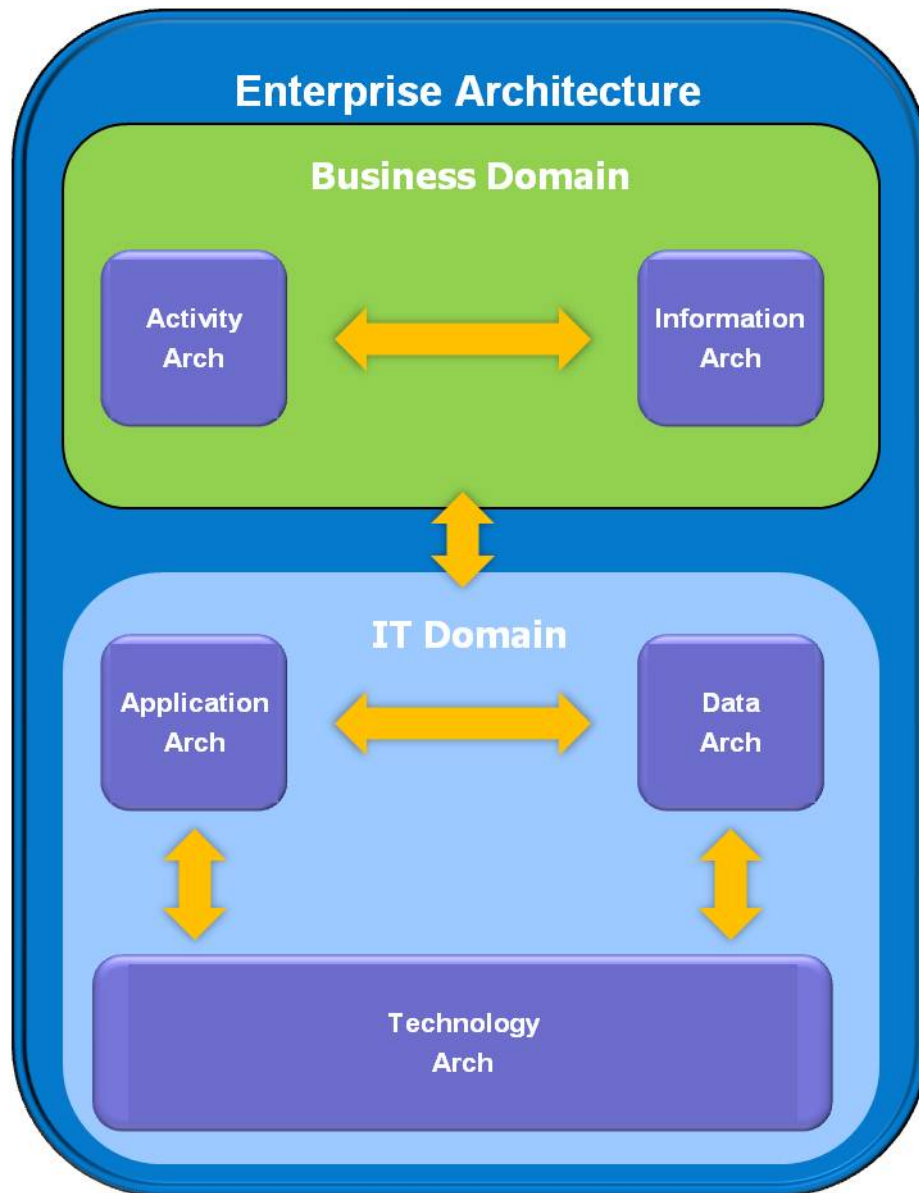 Enterprise Architecture
Business Domain
Activity
Arch
Information
Arch
IT Domain
Application
Arch
Data
Arch
Technology
Arch